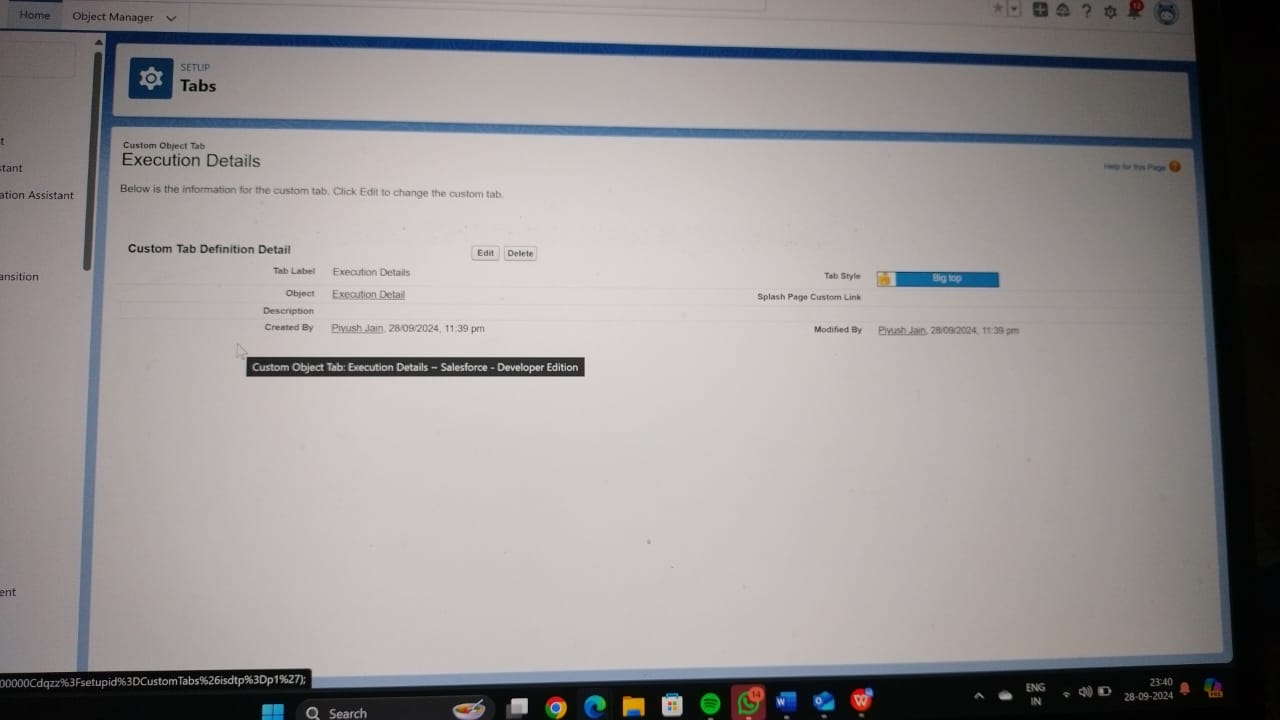 Home Object Manager
12
SETUP
Tabs
t
tant
ation Assistant
ansition
ent
Custom Object Tab
Execution Details
Help for this Page ?
Below is the information for the custom tab. Click Edit to change the custom tab.
Custom Tab Definition Detail Edit Delete
Tab Label Execution Details Tab Style Big top
Object Execution Detail Splash Page Custom Link
Description
Created By Piyush Jain, 28/09/2024, 11:39 pm Modified By Piyush Jain, 28/09/2024, 11:39 pm
Custom Object Tab: Execution Details ~ Salesforce - Developer Edition
00000Cdqzz%3Fsetupid%3DCustomTabs%26isdtp%3Dp1%27);
Search
14
ENG
IN
23:40
28-09-2024